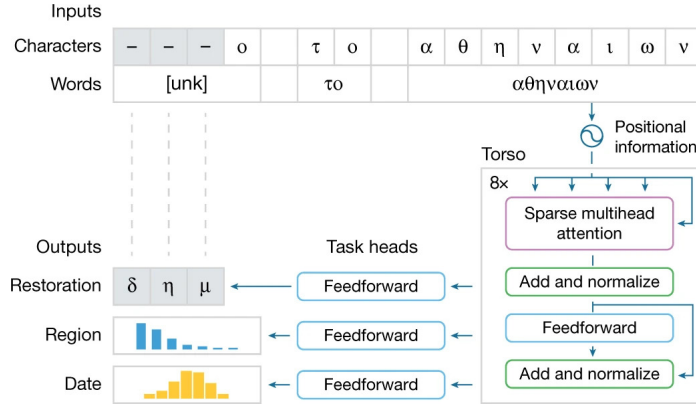 Inputs
Characters – – – ο τ ο α θ η ν α ι ω ν
Words [unk] το αθηναιων
Positional
information
Torso
8×
Sparse multihead
attention
Outputs
Task heads
Restoration δ η μ Feedforward Add and normalize
Region Feedforward Feedforward
Date Feedforward Add and normalize